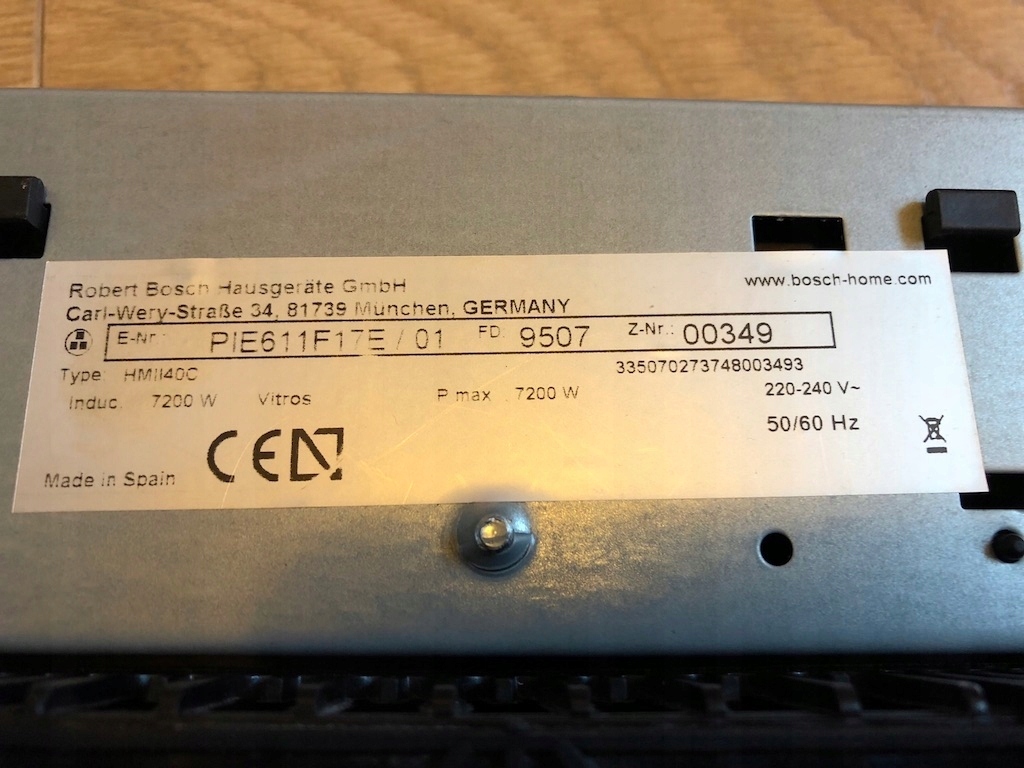 Robert Bosch Hausgeräte GmbH
www.bosch-home.com
Carl-Wery-Straße 34, 81739 München, GERMANY
E-Nr.: PIE611F17E / 01 FD: 9507 Z-Nr.: 00349
Type: HMII40C
335070273748003493
Induc. 7200 W Vitros P max. 7200 W 220-240 V~
50/60 Hz
CE
Made in Spain